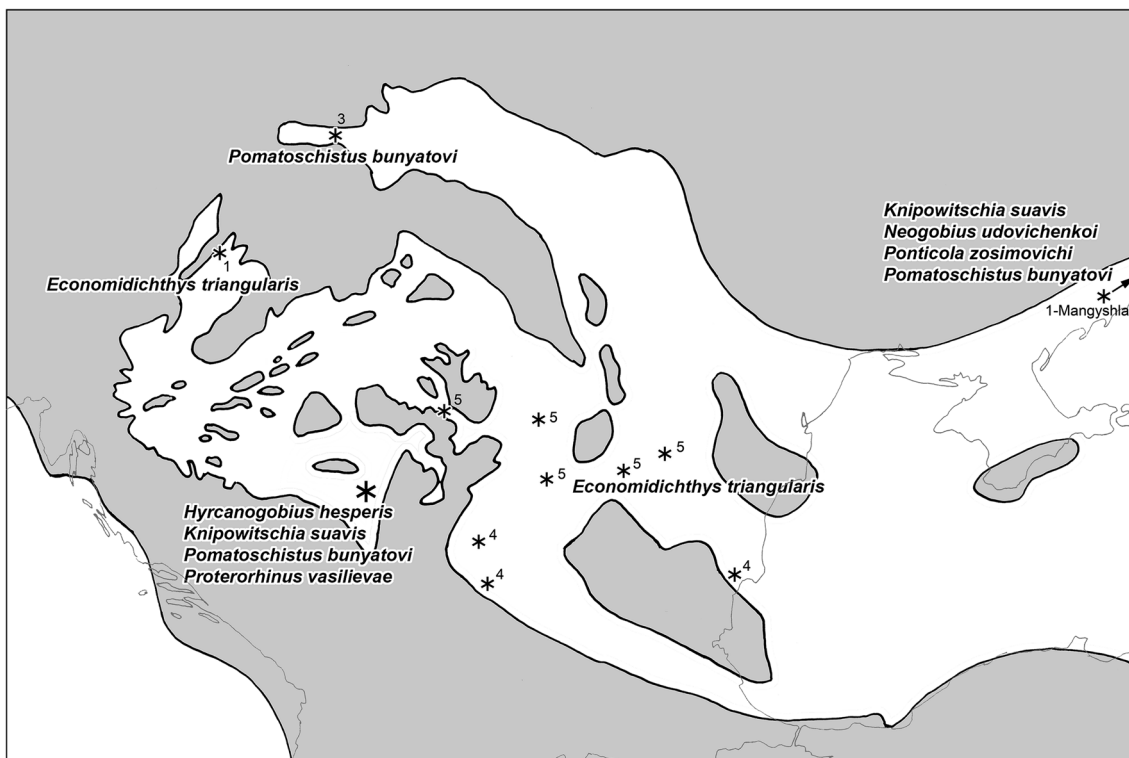 3
Pomatoschistus bunyatovi
Knipowitschia suavis
Neogobius udovichenkoi
Ponticola zosimovichi
Pomatoschistus bunyatovi
1-Mangyshla
1
Economidichthys triangularis
5
5
5
5
5
Economidichthys triangularis
Hyrcanogobius hesperis
Knipowitschia suavis
Pomatoschistus bunyatovi
Proterorhinus vasilievae
4
4
4